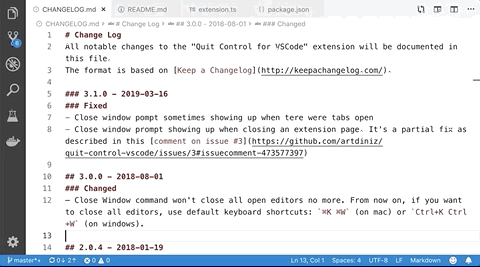 CHANGELOG.md
README.md
extension.ts
package.json
CHANGELOG.md > # Change Log > ## 3.0.0 - 2018-08-01 > ### Changed
1 # Change Log
2 All notable changes to the "Quit Control for VSCode" extension will be documented in
this file.
3 The format is based on [Keep a Changelog](http://keepachangelog.com/).
4
5 ### 3.1.0 - 2019-03-16
6 ### Fixed
7 - Close window pompt sometimes showing up when tere were tabs open
8 - Close window prompt showing up when closing an extension page. It's a partial fix as
described in this [comment on issue #3](https://github.com/artdiniz/
quit-control-vscode/issues/3#issuecomment-473577397)
9
10 ## 3.0.0 - 2018-08-01
11 ### Changed
12 - Close Window command won't close all open editors no more. From now on, if you want
to close all editors, use default keyboard shortcuts: `⌘K ⌘W` (on mac) or `Ctrl+K Ctrl
+W` (on windows).
13
14 ## 2.0.4 - 2018-01-19
master* 0↓ 2↑ 0 0 Ln 13, Col 1 Spaces: 4 UTF-8 LF Markdown